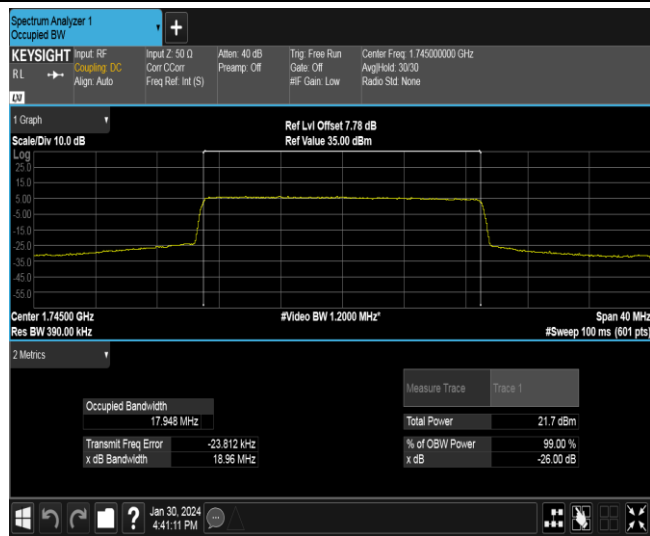 Spectrum Analyzer 1
Occupied BW
+
KEYSIGHT
RL
Input: RF
Coupling: DC
Align: Auto
Input Z: 50 Ω
Corr CCorr
Freq Ref: Int (S)
Atten: 40 dB
Preamp: Off
Trig: Free Run
Gate: Off
#IF Gain: Low
Center Freq: 1.745000000 GHz
Avg|Hold: 30/30
Radio Std: None
LXI
1 Graph
Scale/Div 10.0 dB
Ref Lvl Offset 7.78 dB
Ref Value 35.00 dBm
Log
25.0
15.0
5.00
-5.00
-15.0
-25.0
-35.0
-45.0
-55.0
Center 1.74500 GHz
#Video BW 1.2000 MHz*
Span 40 MHz
Res BW 390.00 kHz
#Sweep 100 ms (601 pts)
2 Metrics
Measure Trace
Trace 1
Occupied Bandwidth
17.948 MHz
Total Power
21.7 dBm
Transmit Freq Error
-23.812 kHz
% of OBW Power
99.00 %
x dB Bandwidth
18.96 MHz
x dB
-26.00 dB
?
Jan 30, 2024
4:41:11 PM